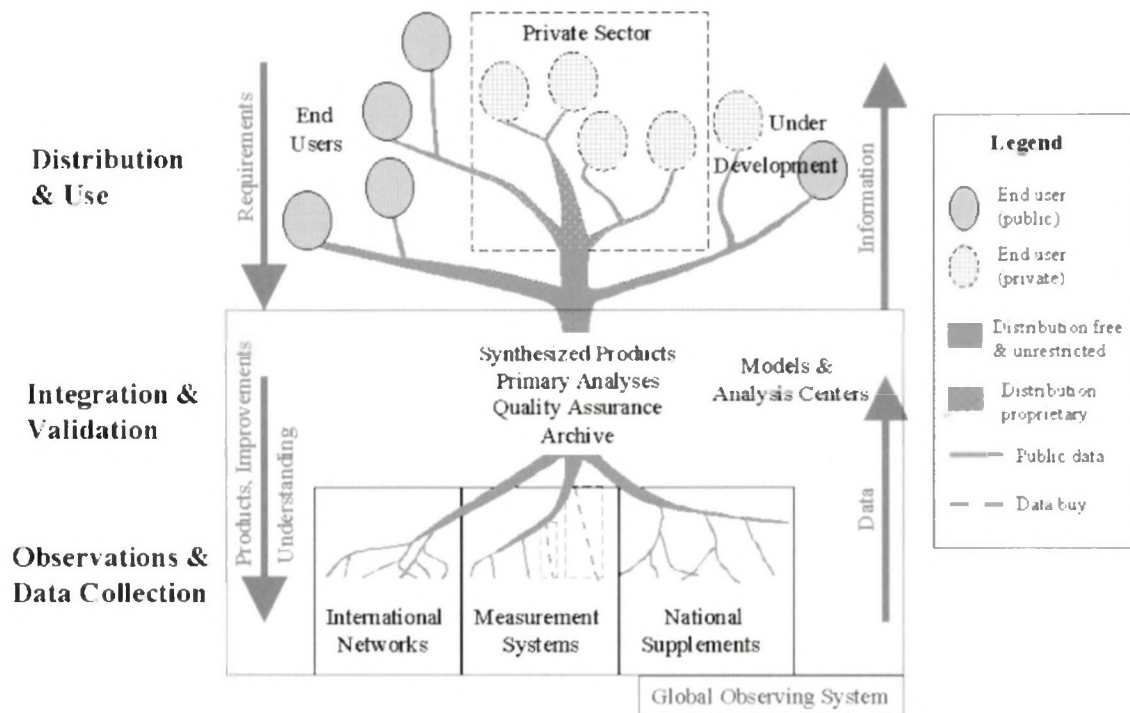 Private Sector
Requirements
End
Users
Under
Development
Distribution
& Use
Information
Legend
End user
(public)
End user
(private)
Distribution free
& unrestricted
Distribution
proprietary
Public data
Data buy
Synthesized Products
Primary Analyses
Quality Assurance
Archive
Models &
Analysis Centers
Integration &
Validation
Products, Improvements
Understanding
Data
Observations &
Data Collection
International
Networks
Measurement
Systems
National
Supplements
Global Observing System